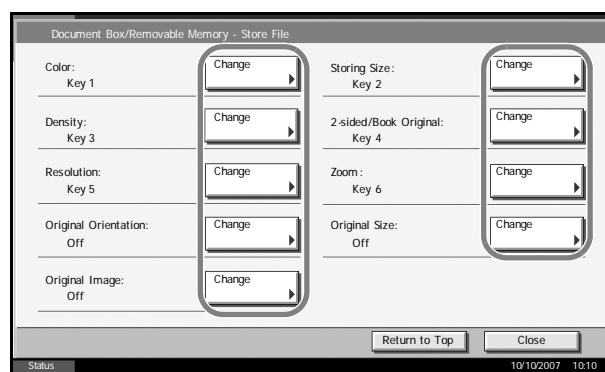 Document Box/Removable Memory - Store File
Color:
Key 1
Change
Storing Size:
Key 2
Change
Density:
Key 3
Change
2-sided/Book Original:
Key 4
Change
Resolution:
Key 5
Change
Zoom:
Key 6
Change
Original Orientation:
Off
Change
Original Size:
Off
Change
Original Image:
Off
Change
Return to Top
Close
Status
10/10/2007 10:10